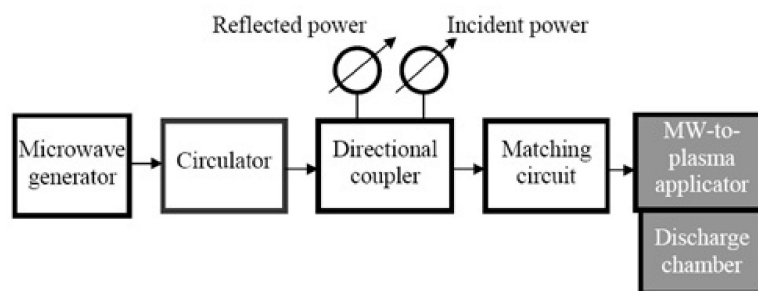 Reflected power
Incident power
Microwave
generator
Circulator
Directional
coupler
Matching
circuit
MW-to-
plasma
applicator
Discharge
chamber